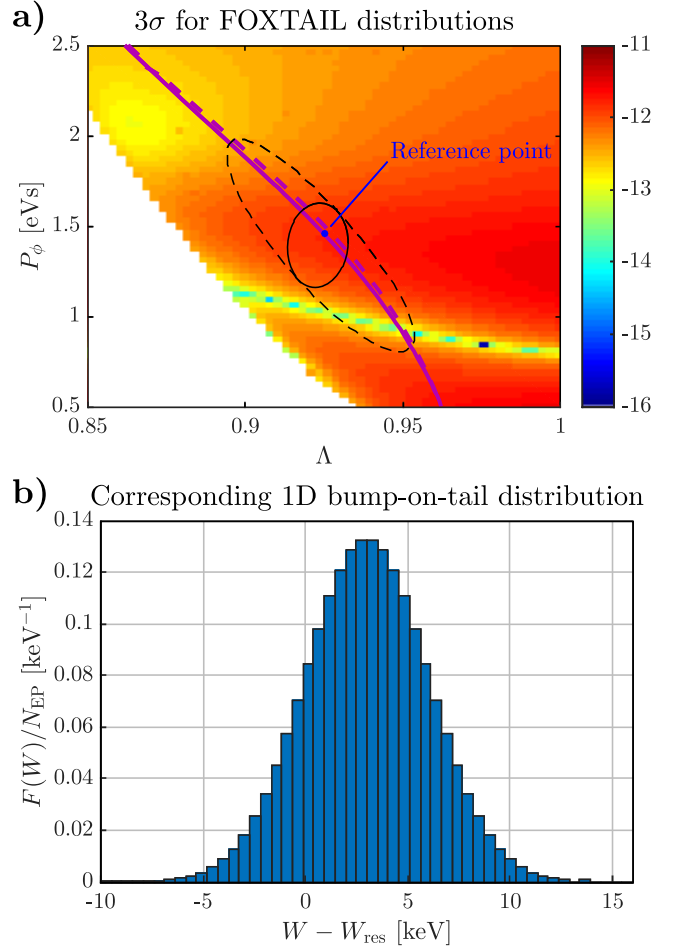 a) 3σ for FOXTAIL distributions
2.5
2
1.5
1
0.5
P_ϕ [eVs]
Reference point
0.85 0.9 0.95 1
Λ
-11
-12
-13
-14
-15
-16
b) Corresponding 1D bump-on-tail distribution
0.14
0.12
0.1
0.08
0.06
0.04
0.02
0
F(W)/N_EP [keV⁻¹]
-10 -5 0 5 10 15
W − W_res [keV]